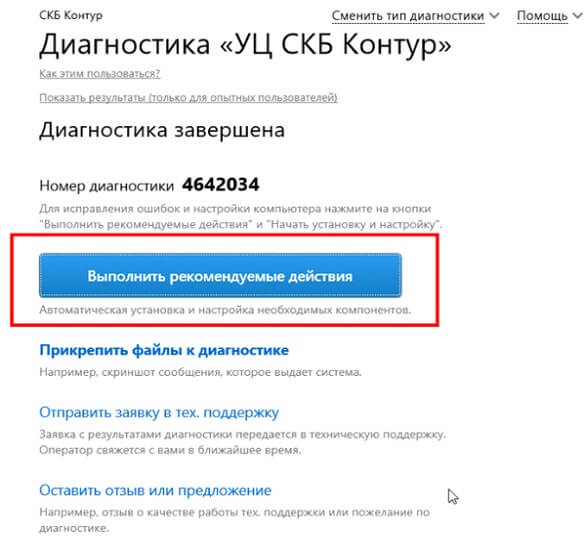 СКБ Контур
Сменить тип диагностики
Помощь
Диагностика «УЦ СКБ Контур»
Как этим пользоваться?
Показать результаты (только для опытных пользователей)
Диагностика завершена
Номер диагностики 4642034
Для исправления ошибок и настройки компьютера нажмите на кнопки
"Выполнить рекомендуемые действия" и "Начать установку и настройку".
Выполнить рекомендуемые действия
Автоматическая установка и настройка необходимых компонентов.
Прикрепить файлы к диагностике
Например, скриншот сообщения, которое выдает система.
Отправить заявку в тех. поддержку
Заявка с результатами диагностики передается в техническую поддержку.
Оператор свяжется с вами в ближайшее время.
Оставить отзыв или предложение
Например, отзыв о качестве работы тех. поддержки или пожелание по
диагностике.